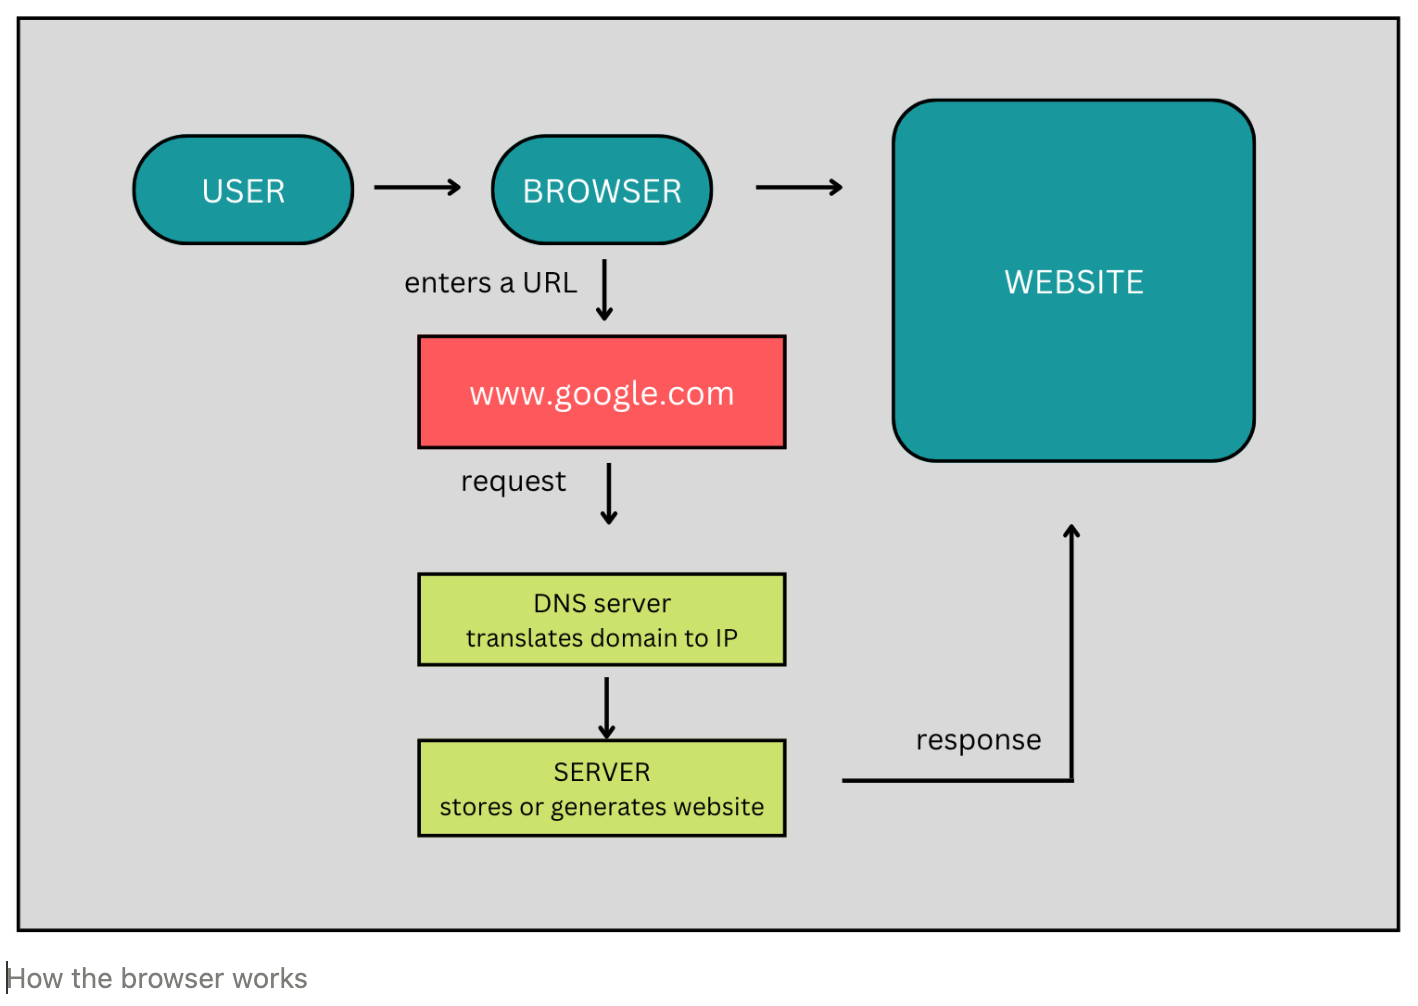 USER
BROWSER
WEBSITE
enters a URL
www.google.com
request
DNS server
translates domain to IP
SERVER
stores or generates website
response
How the browser works